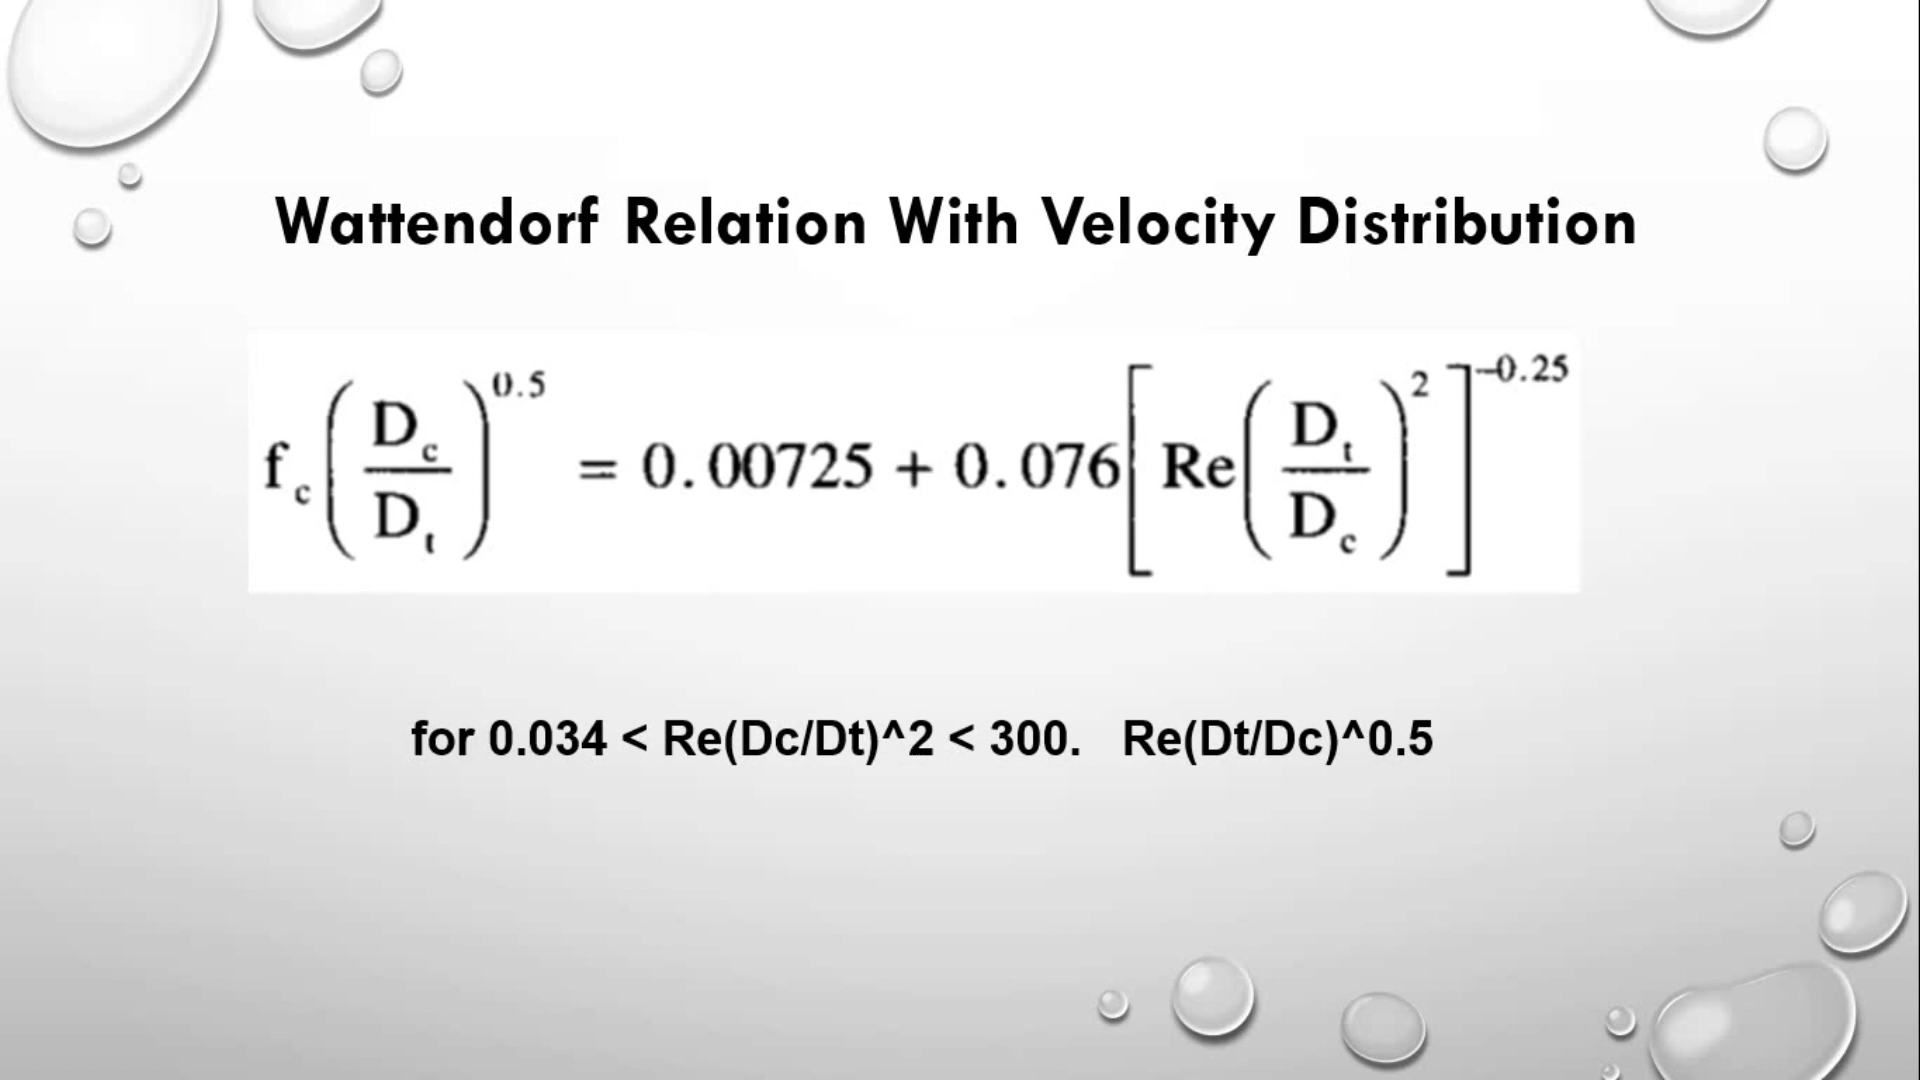 Wattendorf Relation With Velocity Distribution
f_c (D_c / D_t)^0.5 = 0.00725 + 0.076 [Re (D_t / D_c)^2]^-0.25
for 0.034 < Re(Dc/Dt)^2 < 300. Re(Dt/Dc)^0.5